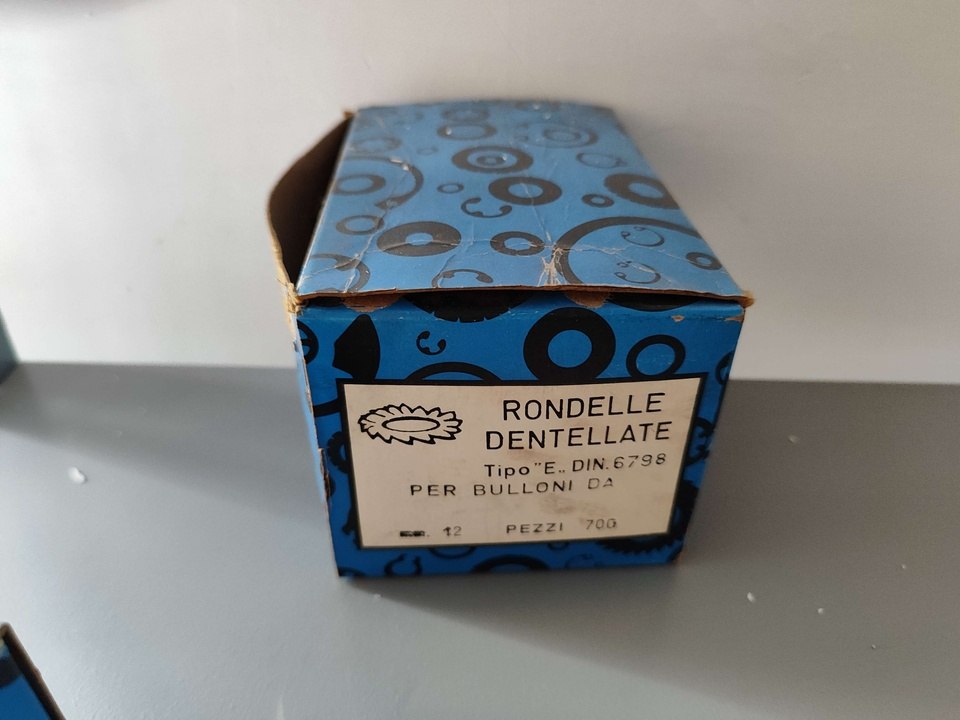 RONDELLE
DENTELLATE
Tipo "E„ DIN. 6798
PER BULLONI DA
12 PEZZI 700